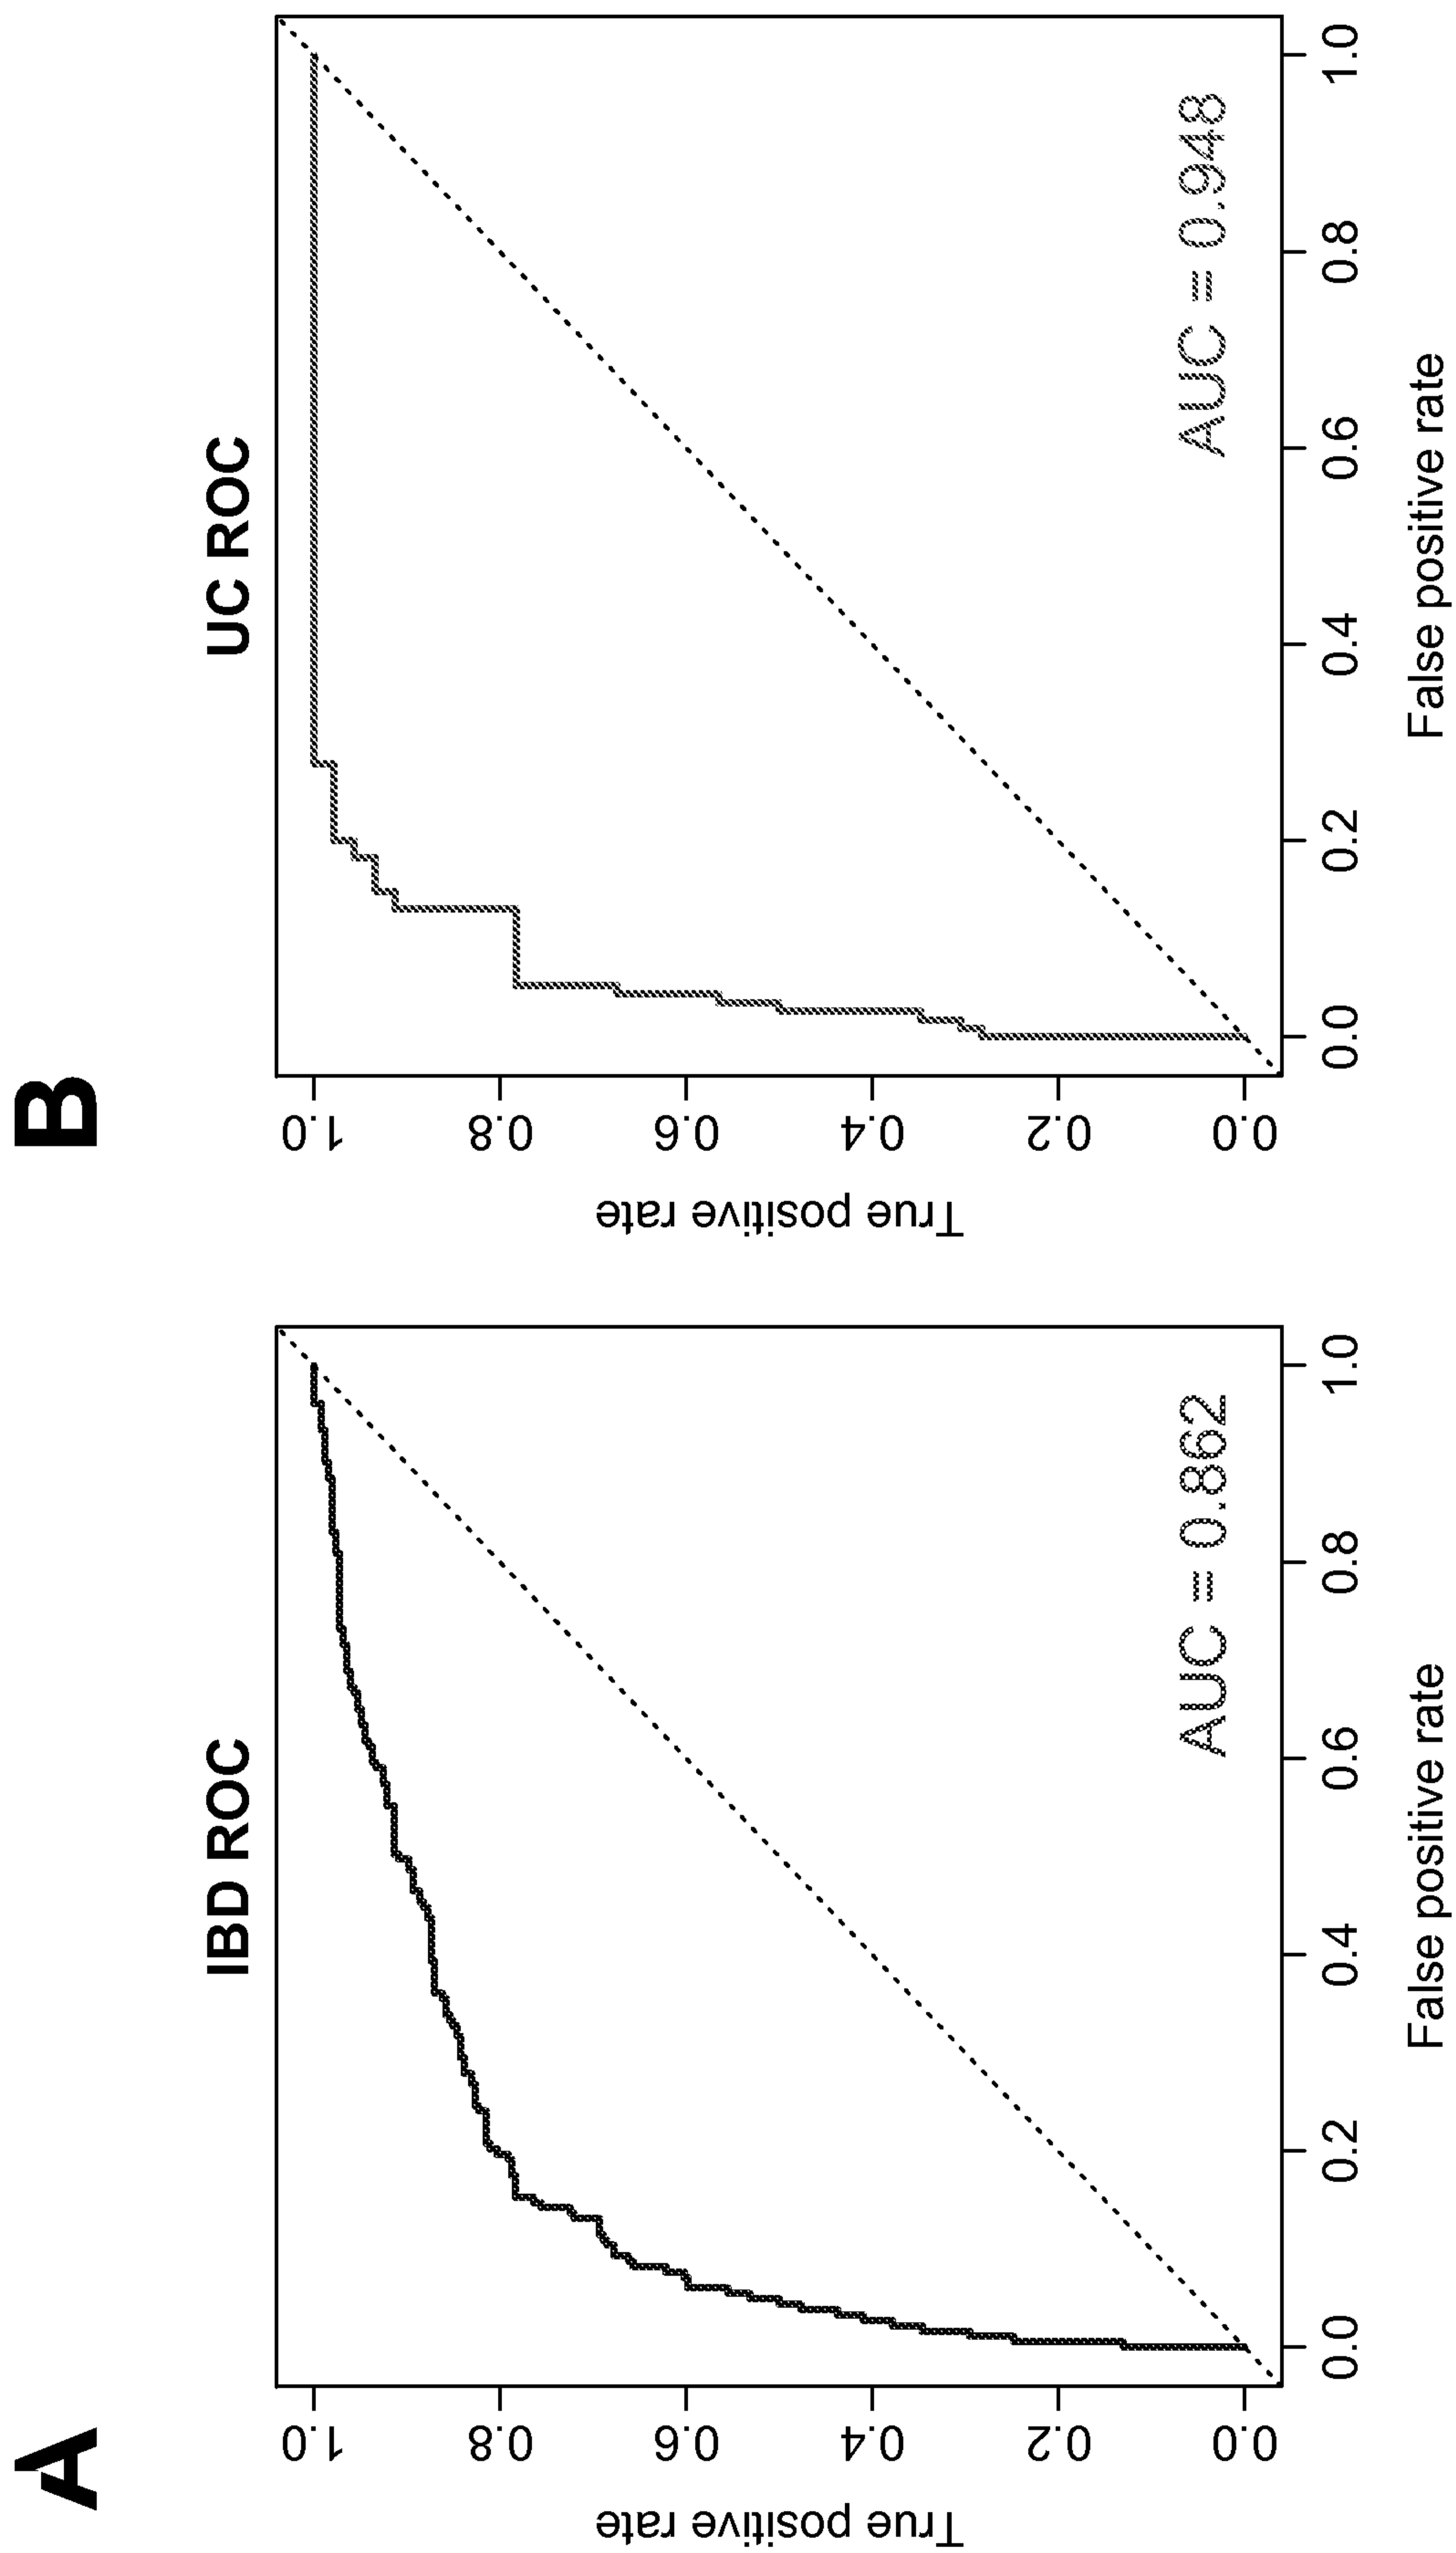 A
IBD ROC
True positive rate
1.0
0.8
0.6
0.4
0.2
0.0
AUC = 0.862
0.0 0.2 0.4 0.6 0.8 1.0
False positive rate
B
UC ROC
True positive rate
1.0
0.8
0.6
0.4
0.2
0.0
AUC = 0.948
0.0 0.2 0.4 0.6 0.8 1.0
False positive rate